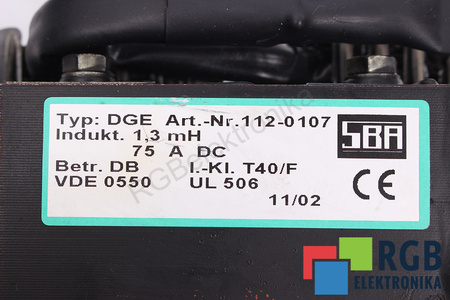 Typ: DGE Art.-Nr.112-0107
Indukt. 1,3 mH
75 A DC
Betr. DB I.-Kl. T40/F
VDE 0550 UL 506
11/02
SBA
CE
RGBelektronika
RGB
ELEKTRONIKA